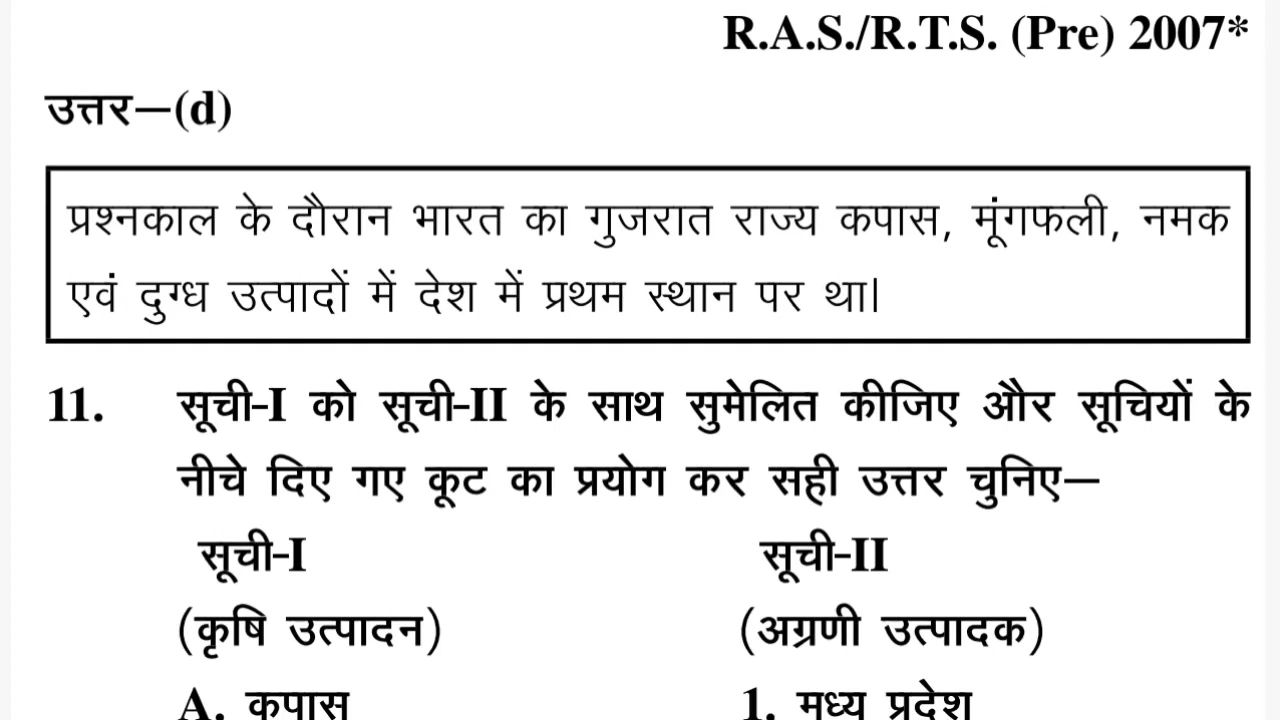 R.A.S./R.T.S. (Pre) 2007*
उत्तर—(d)
प्रश्नकाल के दौरान भारत का गुजरात राज्य कपास, मूंगफली, नमक
एवं दुग्ध उत्पादों में देश में प्रथम स्थान पर था।
11. सूची-I को सूची-II के साथ सुमेलित कीजिए और सूचियों के
नीचे दिए गए कूट का प्रयोग कर सही उत्तर चुनिए—
सूची-I सूची-II
(कृषि उत्पादन) (अग्रणी उत्पादक)
A. कपास 1. मध्य प्रदेश